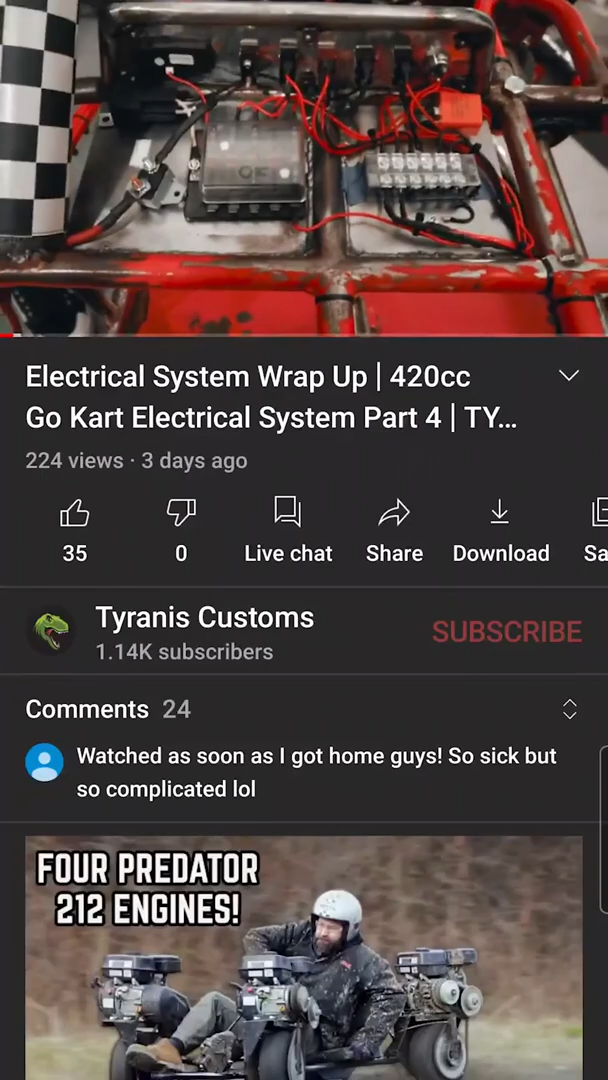 Electrical System Wrap Up | 420cc
Go Kart Electrical System Part 4 | TY...
224 views · 3 days ago
35
0
Live chat
Share
Download
Sa
Tyranis Customs
1.14K subscribers
SUBSCRIBE
Comments 24
Watched as soon as I got home guys! So sick but
so complicated lol
FOUR PREDATOR
212 ENGINES!